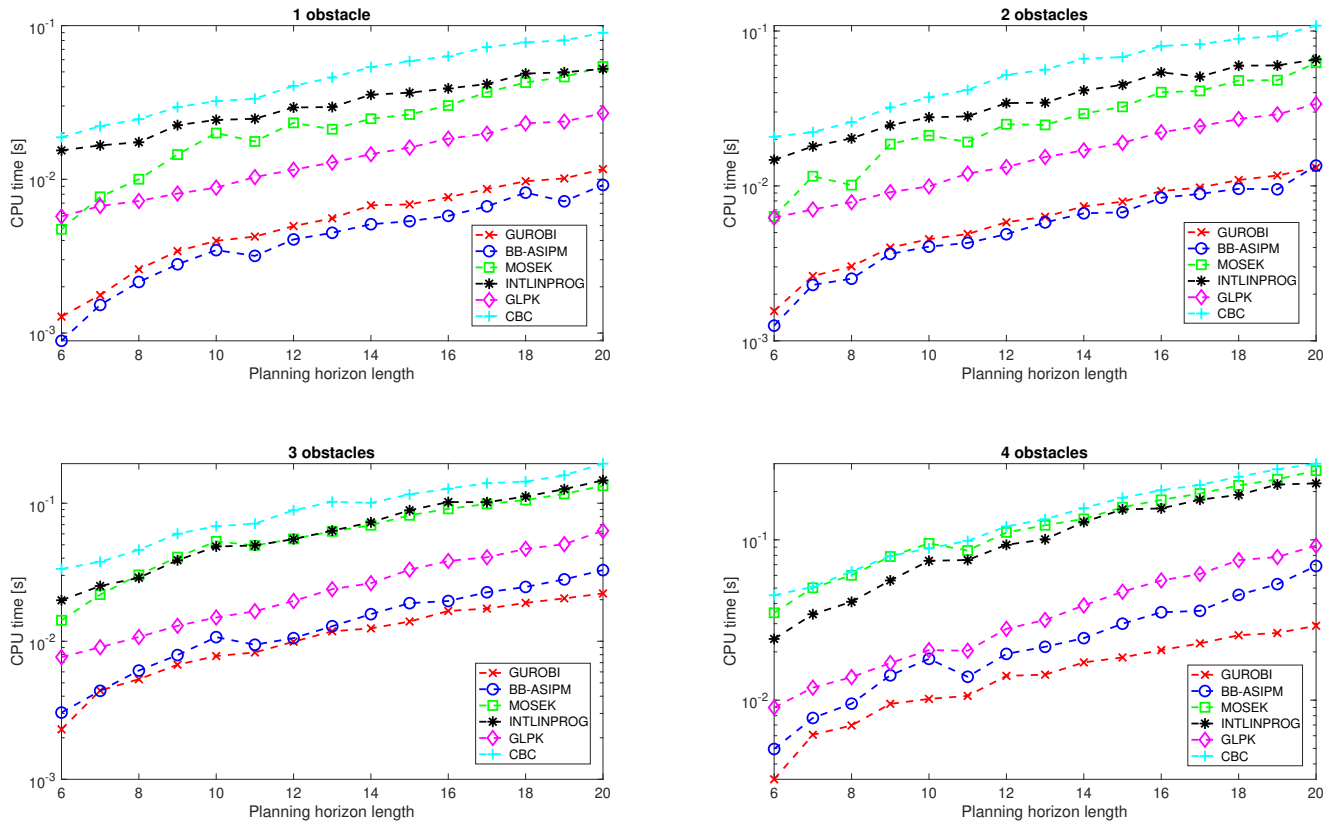 1 obstacle
10^-1
10^-2
10^-3
CPU time [s]
GUROBI
BB-ASIPM
MOSEK
INTLINPROG
GLPK
CBC
6 8 10 12 14 16 18 20
Planning horizon length
2 obstacles
10^-1
10^-2
10^-3
CPU time [s]
GUROBI
BB-ASIPM
MOSEK
INTLINPROG
GLPK
CBC
6 8 10 12 14 16 18 20
Planning horizon length
3 obstacles
10^-1
10^-2
10^-3
CPU time [s]
GUROBI
BB-ASIPM
MOSEK
INTLINPROG
GLPK
CBC
6 8 10 12 14 16 18 20
Planning horizon length
4 obstacles
10^-1
10^-2
CPU time [s]
GUROBI
BB-ASIPM
MOSEK
INTLINPROG
GLPK
CBC
6 8 10 12 14 16 18 20
Planning horizon length